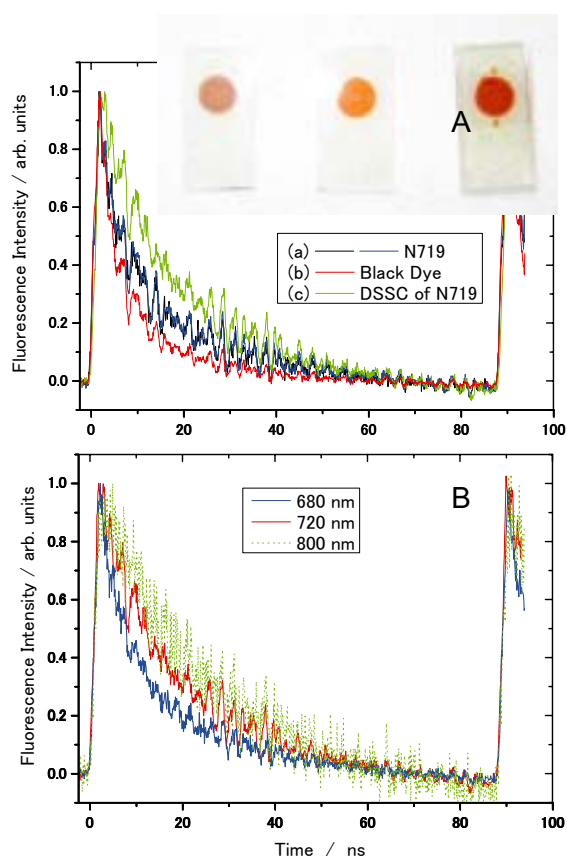 Fluorescence Intensity / arb. units
1.0
0.8
0.6
0.4
0.2
0.0
A
(a) N719
(b) Black Dye
(c) DSSC of N719
0 20 40 60 80 100
Fluorescence Intensity / arb. units
1.0
0.8
0.6
0.4
0.2
0.0
680 nm
720 nm
800 nm
B
0 20 40 60 80 100
Time / ns